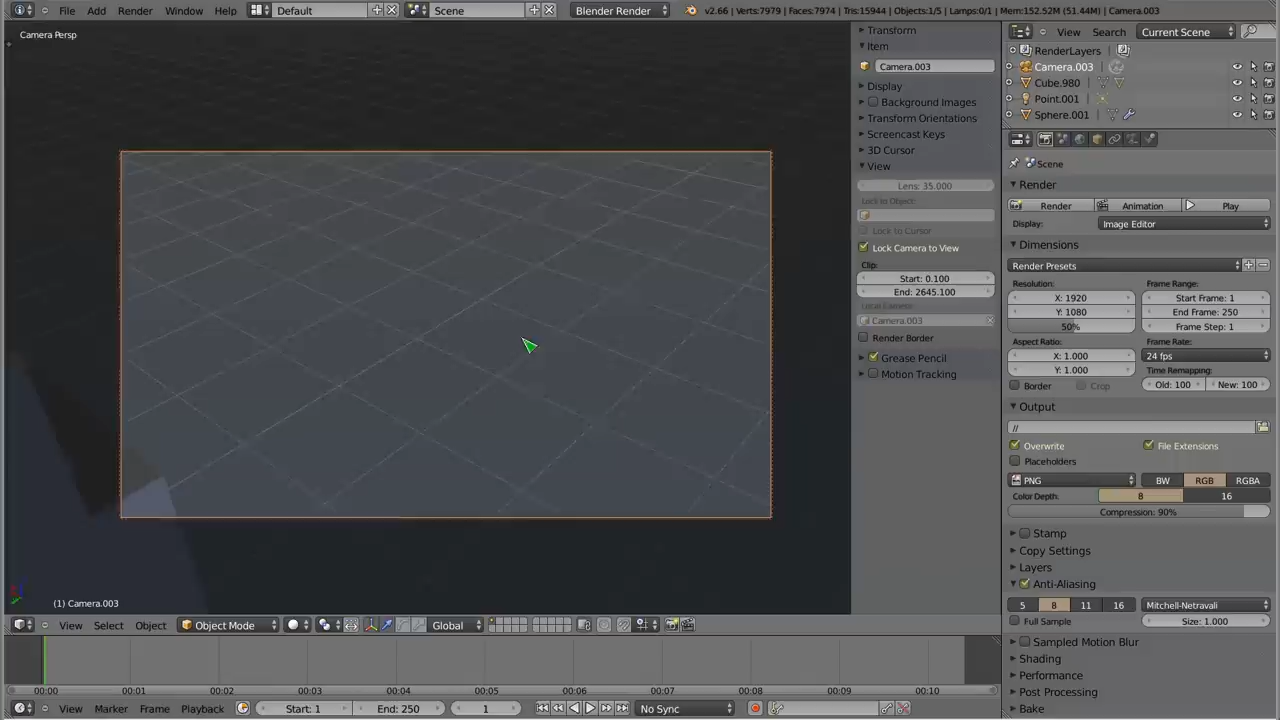 File Add Render Window Help Default Scene Blender Render v2.66 | Verts:7979 | Faces:7974 | Tris:15944 | Objects:1/5 | Lamps:0/1 | Mem:152.52M (51.44M) | Camera.003
Camera Persp
Transform
Item
Camera.003
Display
Background Images
Transform Orientations
Screencast Keys
3D Cursor
View
Lens: 35.000
Lock to Object:
Lock to Cursor
Lock Camera to View
Clip:
Start: 0.100
End: 2645.100
Local Camera:
Camera.003
Render Border
Grease Pencil
Motion Tracking
View Search Current Scene
RenderLayers
Camera.003
Cube.980
Point.001
Sphere.001
Scene
Render
Render Animation Play
Display: Image Editor
Dimensions
Render Presets
Resolution: Frame Range:
X: 1920 Start Frame: 1
Y: 1080 End Frame: 250
50% Frame Step: 1
Aspect Ratio: Frame Rate:
X: 1.000 24 fps
Y: 1.000 Time Remapping:
Border Crop Old: 100 New: 100
Output
//
Overwrite File Extensions
Placeholders
PNG BW RGB RGBA
Color Depth: 8 16
Compression: 90%
Stamp
Copy Settings
Layers
Anti-Aliasing
5 8 11 16 Mitchell-Netravali
Full Sample Size: 1.000
Sampled Motion Blur
Shading
Performance
Post Processing
Bake
(1) Camera.003
View Select Object Object Mode Global
00:00 00:01 00:02 00:03 00:04 00:05 00:06 00:07 00:08 00:09 00:10
View Marker Frame Playback Start: 1 End: 250 1 No Sync